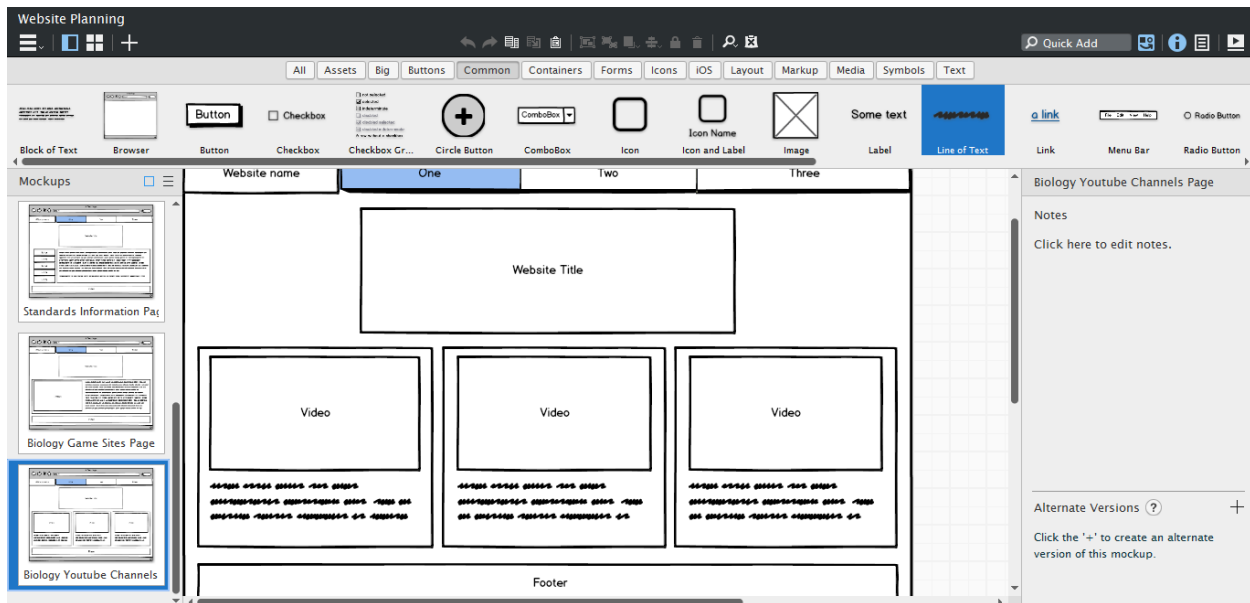 Website Planning
Quick Add
All Assets Big Buttons Common Containers Forms Icons iOS Layout Markup Media Symbols Text
Button
Checkbox
ComboBox
Icon Name
Some text
a link
Radio Button
Block of Text Browser Button Checkbox Checkbox Gr... Circle Button ComboBox Icon Icon and Label Image Label Line of Text Link Menu Bar Radio Button
Mockups
Standards Information Pag
Biology Game Sites Page
Biology Youtube Channels
Website name One Two Three
Website Title
Video Video Video
Footer
Biology Youtube Channels Page
Notes
Click here to edit notes.
Alternate Versions ?
Click the '+' to create an alternate
version of this mockup.